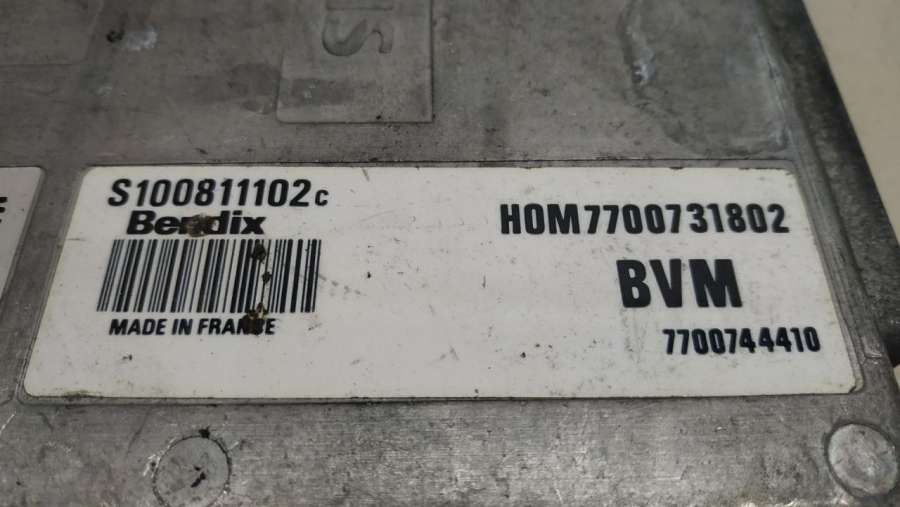 S100811102c
Bendix
MADE IN FRANCE
HOM7700731802
BVM
7700744410